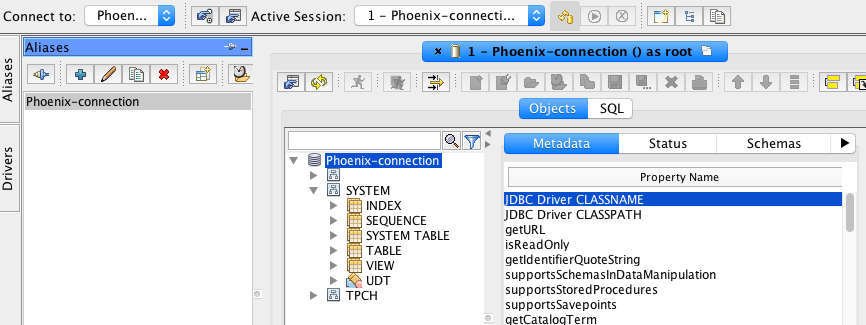 Connect to: Phoen... Active Session: 1 - Phoenix-connecti...
Aliases
Drivers
Aliases
Phoenix-connection
1 - Phoenix-connection () as root
Objects SQL
Phoenix-connection
SYSTEM
INDEX
SEQUENCE
SYSTEM TABLE
TABLE
VIEW
UDT
TPCH
Metadata Status Schemas
Property Name
JDBC Driver CLASSNAME
JDBC Driver CLASSPATH
getURL
isReadOnly
getIdentifierQuoteString
supportsSchemasInDataManipulation
supportsStoredProcedures
supportsSavepoints
getCatalogTerm